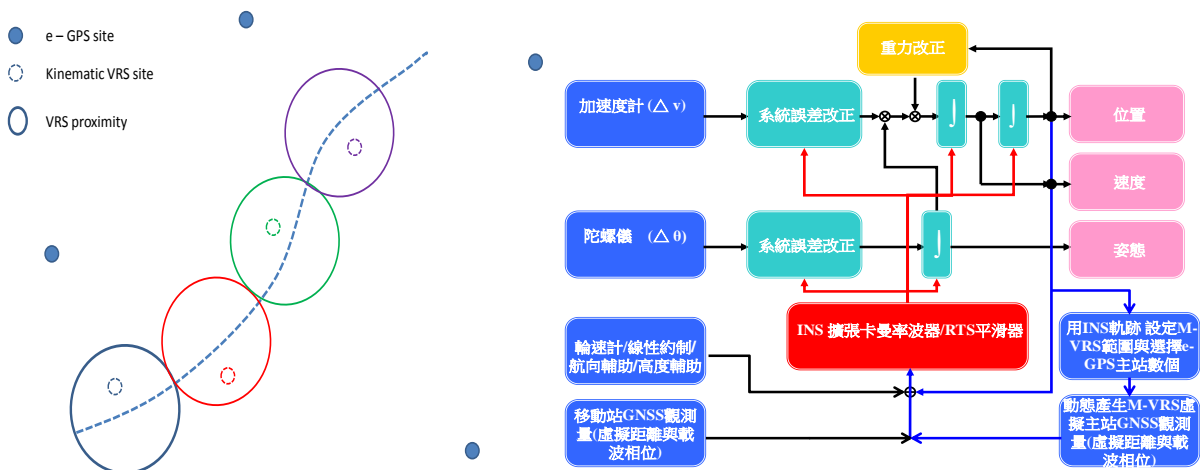 e – GPS site
Kinematic VRS site
VRS proximity
重力改正
加速度計 (△ v)
系統誤差改正
∫
∫
位置
速度
陀螺儀 (△ θ)
系統誤差改正
∫
姿態
INS 擴張卡曼率波器/RTS平滑器
輪速計/線性約制/
航向輔助/高度輔助
用INS軌跡 設定M-
VRS範圍與選擇e-
GPS主站數個
移動站GNSS觀測
量(虛擬距離與載
波相位)
動態產生M-VRS虛
擬主站GNSS觀測
量(虛擬距離與載
波相位)